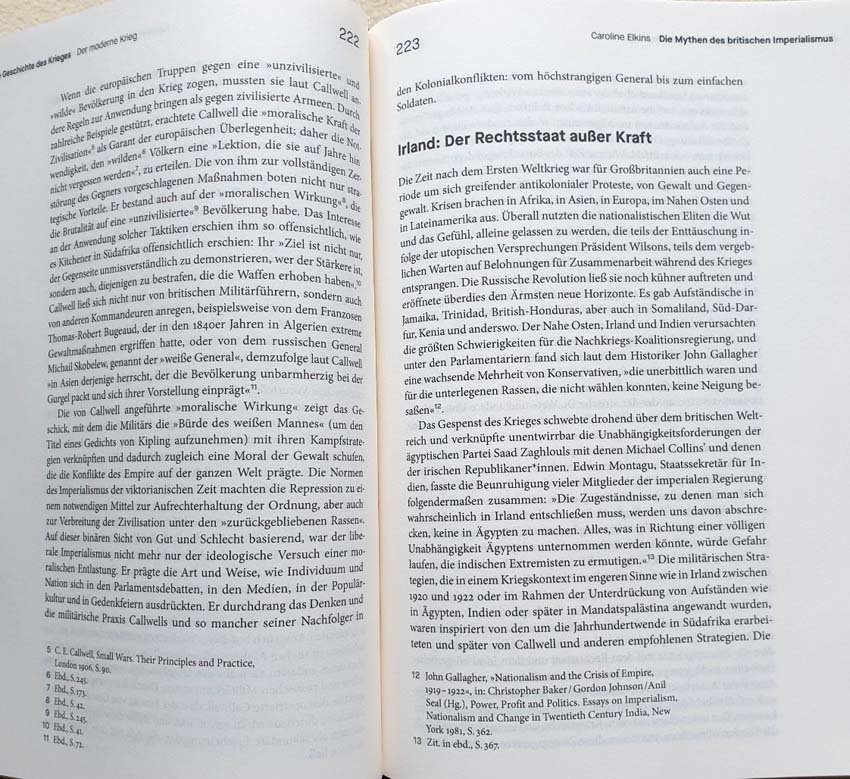 Geschichte des Krieges Der moderne Krieg
222
Wenn die europäischen Truppen gegen eine »unzivilisierte« und
»wilde« Bevölkerung in den Krieg zogen, mussten sie laut Callwell an-
dere Regeln zur Anwendung bringen als gegen zivilisierte Armeen. Durch
zahlreiche Beispiele gestützt, erachtete Callwell die »moralische Kraft der
Zivilisation«⁵ als Garant der europäischen Überlegenheit; daher die Not-
wendigkeit, den »wilden«⁶ Völkern eine »Lektion, die sie auf Jahre hin
nicht vergessen werden«⁷, zu erteilen. Die von ihm zur vollständigen Zer-
störung des Gegners vorgeschlagenen Maßnahmen boten nicht nur stra-
tegische Vorteile. Er bestand auch auf der »moralischen Wirkung«⁸, die
die Brutalität auf eine »unzivilisierte«⁹ Bevölkerung habe. Das Interesse
an der Anwendung solcher Taktiken erschien ihm so offensichtlich, wie
es Kitchener in Südafrika offensichtlich erschien: Ihr »Ziel ist nicht nur,
der Gegenseite unmissverständlich zu demonstrieren, wer der Stärkere ist,
sondern auch, diejenigen zu bestrafen, die die Waffen erhoben haben«.¹⁰
Callwell ließ sich nicht nur von britischen Militärführern, sondern auch
von anderen Kommandeuren anregen, beispielsweise von dem Franzosen
Thomas-Robert Bugeaud, der in den 1840er Jahren in Algerien extreme
Gewaltmaßnahmen ergriffen hatte, oder von dem russischen General
Michail Skobelew, genannt der »weiße General«, demzufolge laut Callwell
»in Asien derjenige herrscht, der die Bevölkerung unbarmherzig bei der
Gurgel packt und sich ihrer Vorstellung einprägt«¹¹.
Die von Callwell angeführte »moralische Wirkung« zeigt das Ge-
schick, mit dem die Militärs die »Bürde des weißen Mannes« (um den
Titel eines Gedichts von Kipling aufzunehmen) mit ihren Kampfstrate-
gien verknüpften und dadurch zugleich eine Moral der Gewalt schufen,
die die Konflikte des Empire auf der ganzen Welt prägte. Die Normen
des Imperialismus der viktorianischen Zeit machten die Repression zu ei-
nem notwendigen Mittel zur Aufrechterhaltung der Ordnung, aber auch
zur Verbreitung der Zivilisation unter den »zurückgebliebenen Rassen«.
Auf dieser binären Sicht von Gut und Schlecht basierend, war der libe-
rale Imperialismus nicht mehr nur der ideologische Versuch einer mo-
ralischen Entlastung. Er prägte die Art und Weise, wie Individuum und
Nation sich in den Parlamentsdebatten, in den Medien, in der Populär-
kultur und in Gedenkfeiern ausdrückten. Er durchdrang das Denken und
die militärische Praxis Callwells und so mancher seiner Nachfolger in
5 C. E. Callwell, Small Wars. Their Principles and Practice,
London 1906, S. 90.
6 Ebd., S. 245.
7 Ebd., S. 173.
8 Ebd., S. 42.
9 Ebd., S. 245.
10 Ebd., S. 41.
11 Ebd., S. 72.
223
Caroline Elkins Die Mythen des britischen Imperialismus
den Kolonialkonflikten: vom höchstrangigen General bis zum einfachen
Soldaten.
Irland: Der Rechtsstaat außer Kraft
Die Zeit nach dem Ersten Weltkrieg war für Großbritannien auch eine Pe-
riode um sich greifender antikolonialer Proteste, von Gewalt und Gegen-
gewalt. Krisen brachen in Afrika, in Asien, in Europa, im Nahen Osten und
in Lateinamerika aus. Überall nutzten die nationalistischen Eliten die Wut
und das Gefühl, alleine gelassen zu werden, die teils der Enttäuschung in-
folge der utopischen Versprechungen Präsident Wilsons, teils dem vergeb-
lichen Warten auf Belohnungen für Zusammenarbeit während des Krieges
entsprangen. Die Russische Revolution ließ sie noch kühner auftreten und
eröffnete überdies den Ärmsten neue Horizonte. Es gab Aufständische in
Jamaika, Trinidad, British-Honduras, aber auch in Somaliland, Süd-Dar-
fur, Kenia und anderswo. Der Nahe Osten, Irland und Indien verursachten
die größten Schwierigkeiten für die Nachkriegs-Koalitionsregierung, und
unter den Parlamentariern fand sich laut dem Historiker John Gallagher
eine wachsende Mehrheit von Konservativen, »die unerbittlich waren und
für die unterlegenen Rassen, die nicht wählen konnten, keine Neigung be-
saßen«¹².
Das Gespenst des Krieges schwebte drohend über dem britischen Welt-
reich und verknüpfte unentwirrbar die Unabhängigkeitsforderungen der
ägyptischen Partei Saad Zaghlouls mit denen Michael Collins’ und denen
der irischen Republikaner*innen. Edwin Montagu, Staatssekretär für In-
dien, fasste die Beunruhigung vieler Mitglieder der imperialen Regierung
folgendermaßen zusammen: »Die Zugeständnisse, zu denen man sich
wahrscheinlich in Irland entschließen muss, werden uns davon abschre-
cken, keine in Ägypten zu machen. Alles, was in Richtung einer völligen
Unabhängigkeit Ägyptens unternommen werden könnte, würde Gefahr
laufen, die indischen Extremisten zu ermutigen.«¹³ Die militärischen Stra-
tegien, die in einem Kriegskontext im engeren Sinne wie in Irland zwischen
1920 und 1922 oder im Rahmen der Unterdrückung von Aufständen wie
in Ägypten, Indien oder später in Mandatspalästina angewandt wurden,
waren inspiriert von den um die Jahrhundertwende in Südafrika erarbei-
teten und später von Callwell und anderen empfohlenen Strategien. Die
12 John Gallagher, »Nationalism and the Crisis of Empire,
1919–1922«, in: Christopher Baker / Gordon Johnson / Anil
Seal (Hg.), Power, Profit and Politics. Essays on Imperialism,
Nationalism and Change in Twentieth Century India, New
York 1981, S. 362.
13 Zit. in ebd., S. 367.